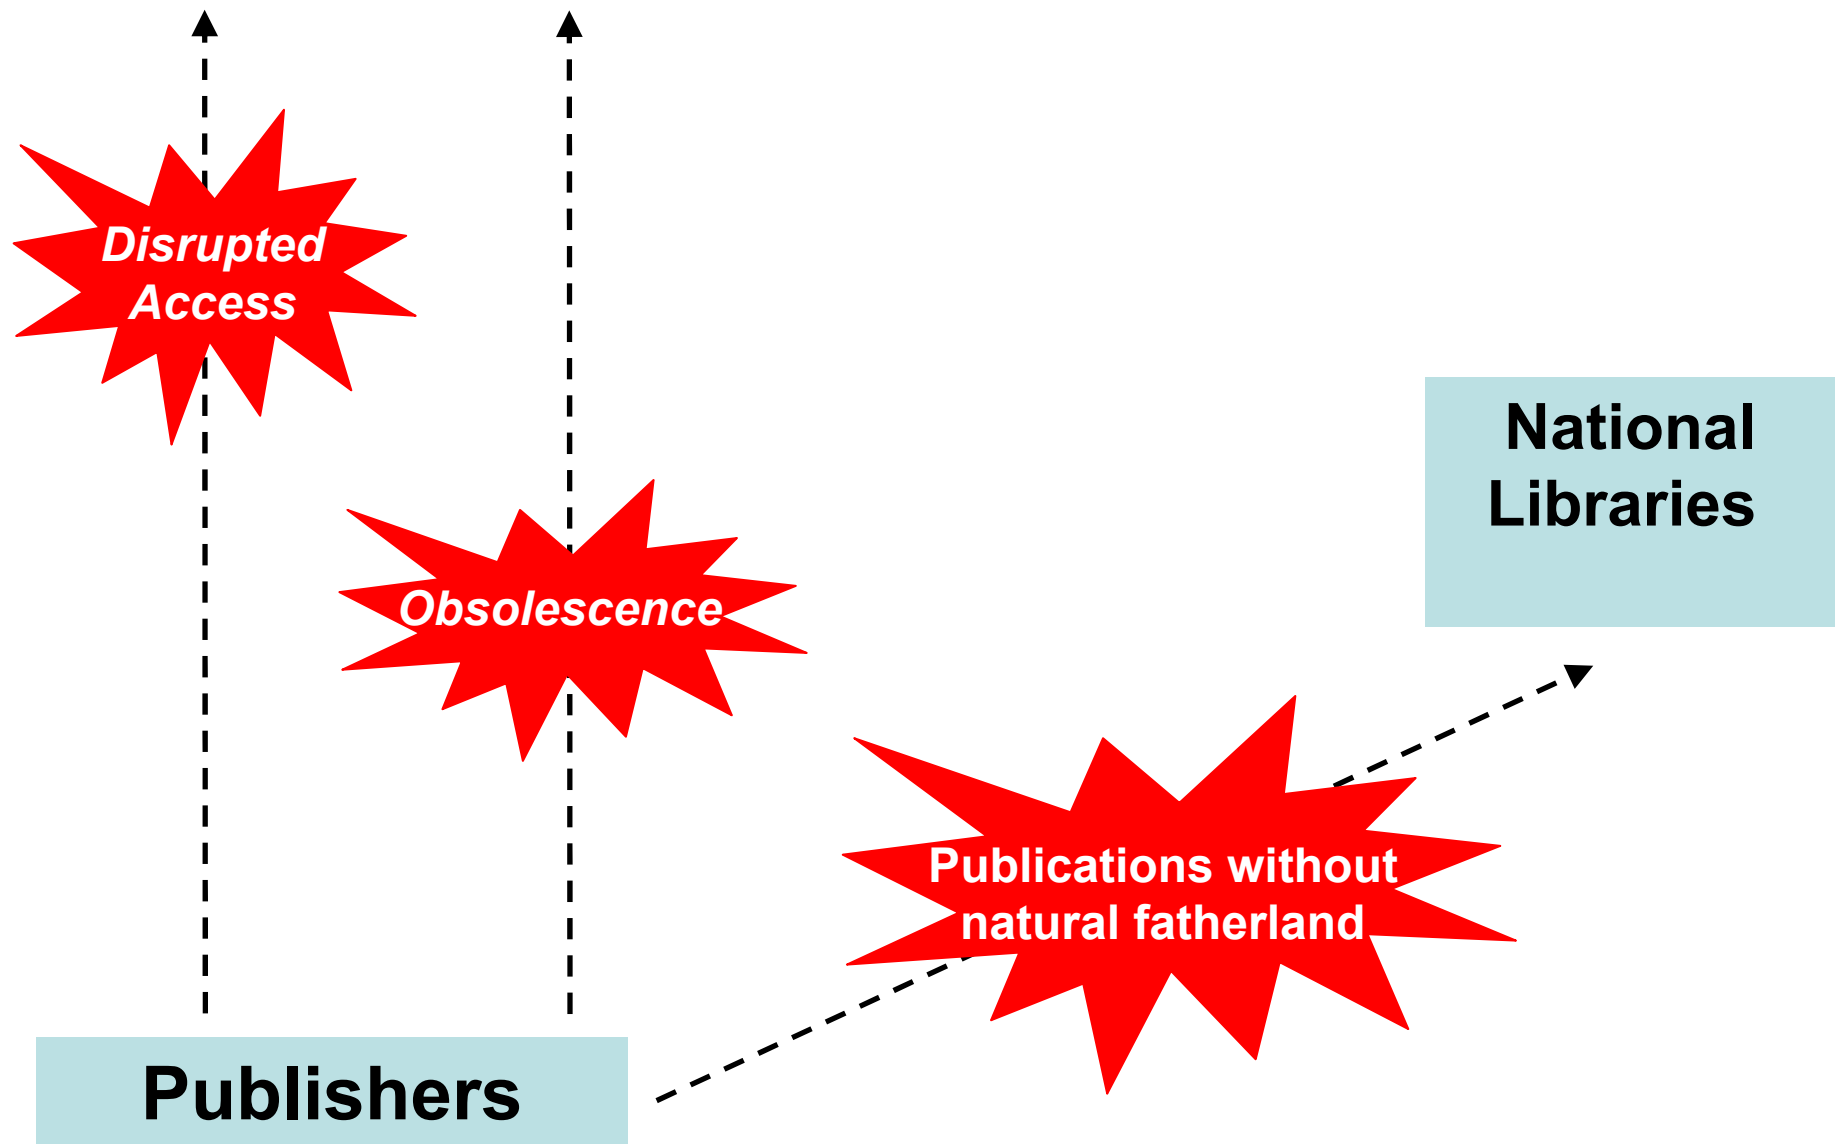 Disrupted
Access
National
Libraries
Obsolescence
Publications without
natural fatherland
Publishers